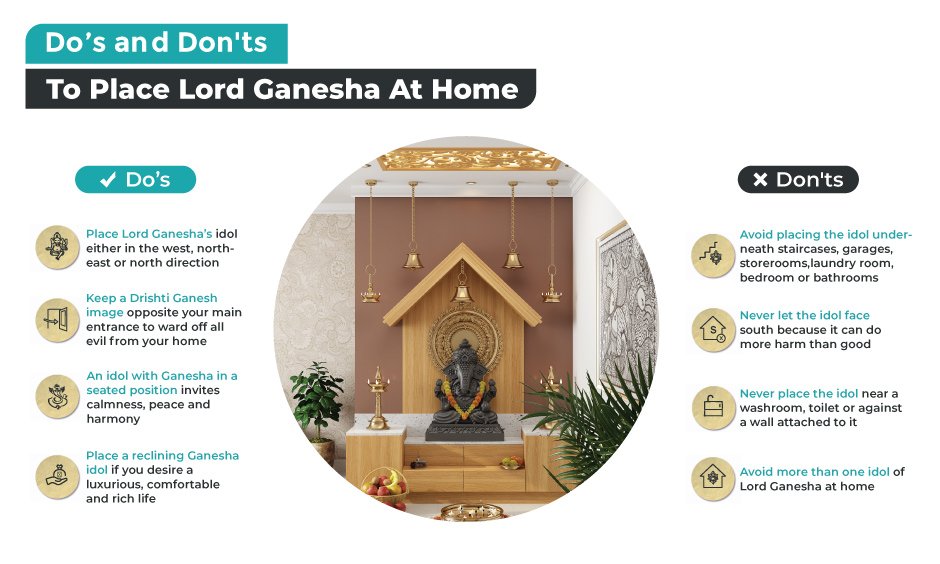 Do's and Don'ts
To Place Lord Ganesha At Home
Do's
Place Lord Ganesha's idol
either in the west, north-
east or north direction
Keep a Drishti Ganesh
image opposite your main
entrance to ward off all
evil from your home
An idol with Ganesha in a
seated position invites
calmness, peace and
harmony
Place a reclining Ganesha
idol if you desire a
luxurious, comfortable
and rich life
Don'ts
Avoid placing the idol under-
neath staircases, garages,
storerooms,laundry room,
bedroom or bathrooms
Never let the idol face
south because it can do
more harm than good
S
Never place the idol near a
washroom, toilet or against
a wall attached to it
Avoid more than one idol of
Lord Ganesha at home